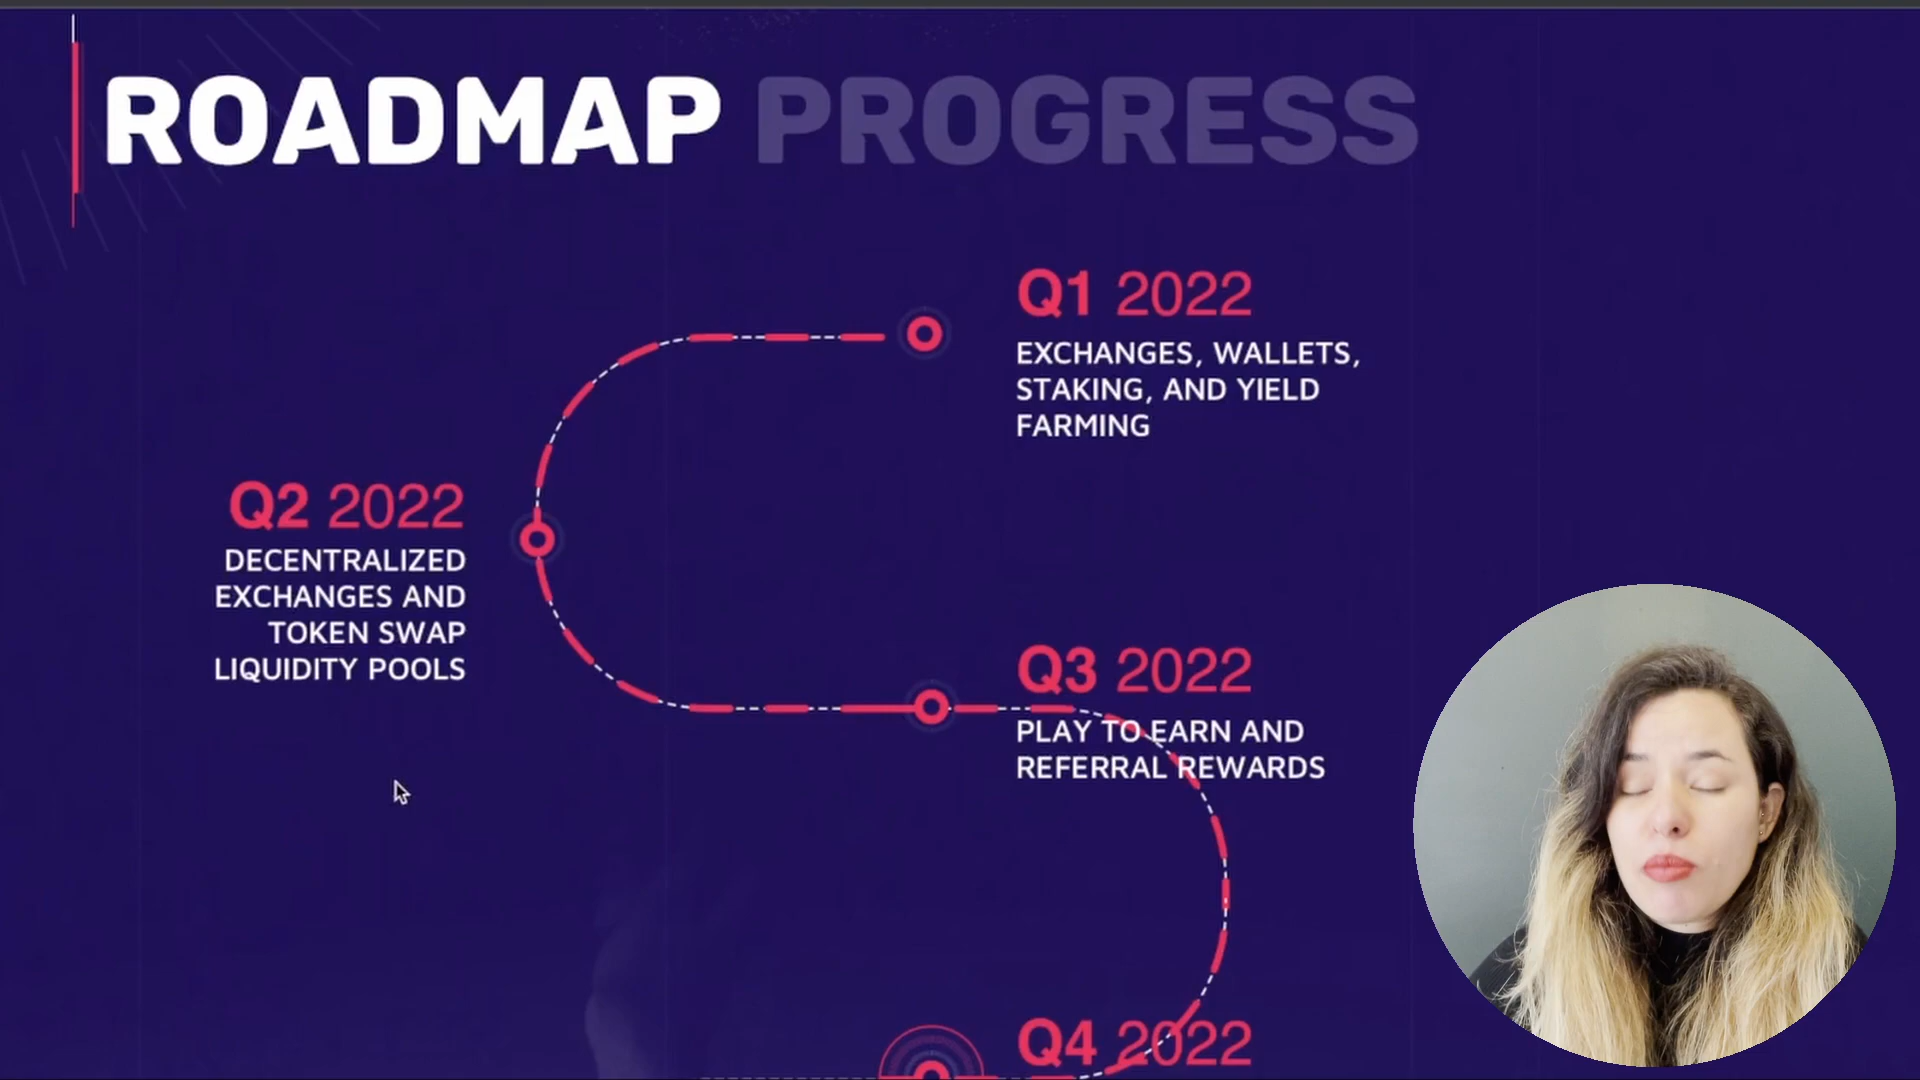 ROADMAP PROGRESS
Q1 2022
EXCHANGES, WALLETS,
STAKING, AND YIELD
FARMING
Q2 2022
DECENTRALIZED
EXCHANGES AND
TOKEN SWAP
LIQUIDITY POOLS
Q3 2022
PLAY TO EARN AND
REFERRAL REWARDS
Q4 2022